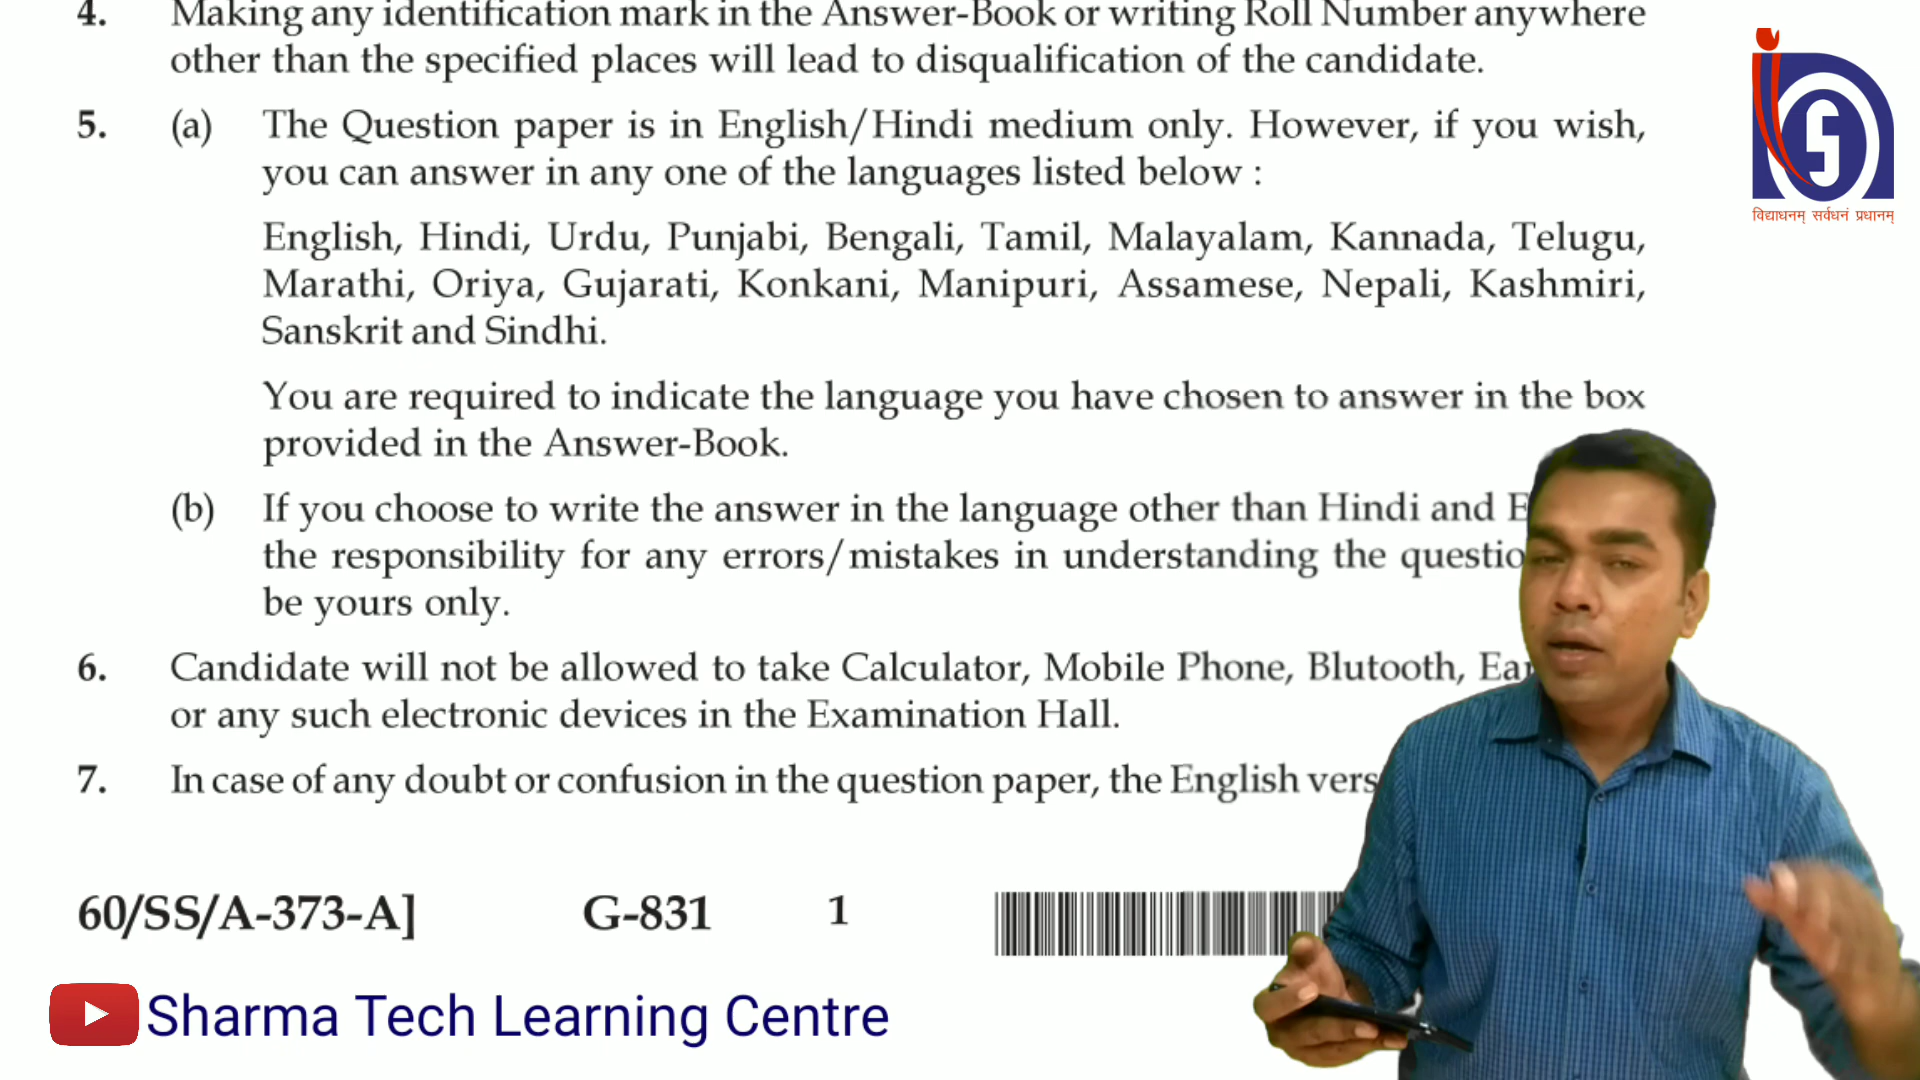 4. Making any identification mark in the Answer-Book or writing Roll Number anywhere
other than the specified places will lead to disqualification of the candidate.
5. (a) The Question paper is in English/Hindi medium only. However, if you wish,
you can answer in any one of the languages listed below :
English, Hindi, Urdu, Punjabi, Bengali, Tamil, Malayalam, Kannada, Telugu,
Marathi, Oriya, Gujarati, Konkani, Manipuri, Assamese, Nepali, Kashmiri,
Sanskrit and Sindhi.
You are required to indicate the language you have chosen to answer in the box
provided in the Answer-Book.
(b) If you choose to write the answer in the language other than Hindi and
the responsibility for any errors/mistakes in understanding the
be yours only.
6. Candidate will not be allowed to take Calculator, Mobile Phone, Blutooth,
or any such electronic devices in the Examination Hall.
7. In case of any doubt or confusion in the question paper, the English
60/SS/A-373-A] G-831 1
Sharma Tech Learning Centre
विद्याधनम् सर्वधनं प्रधानम्